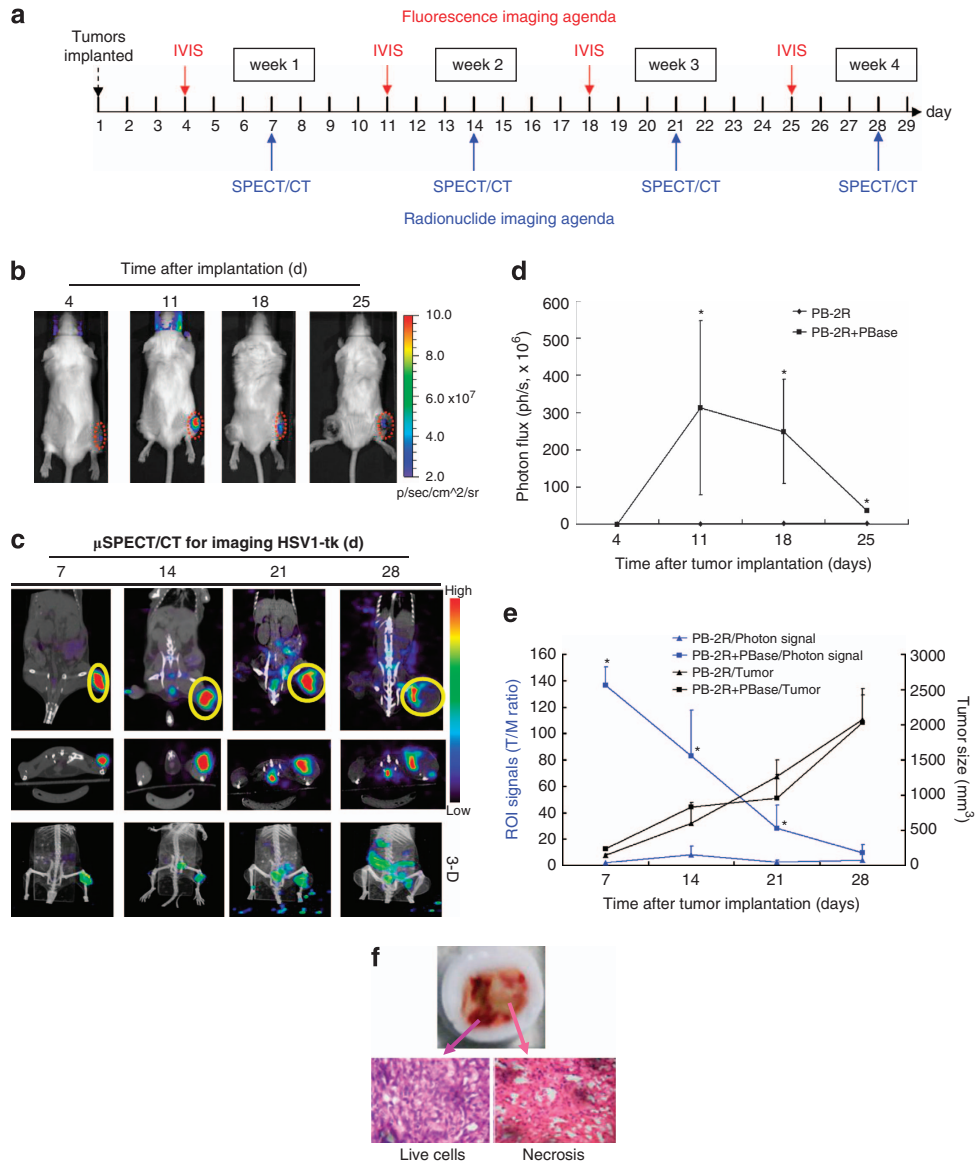 a
Fluorescence imaging agenda
Tumors
implanted
IVIS
week 1
IVIS
week 2
IVIS
week 3
IVIS
week 4
1 2 3 4 5 6 7 8 9 10 11 12 13 14 15 16 17 18 19 20 21 22 23 24 25 26 27 28 29
day
SPECT/CT
SPECT/CT
SPECT/CT
SPECT/CT
Radionuclide imaging agenda
b
Time after implantation (d)
4 11 18 25
10.0
8.0
6.0 x10⁷
4.0
2.0
p/sec/cm^2/sr
c
μSPECT/CT for imaging HSV1-tk (d)
7 14 21 28
High
Low
3-D
d
PB-2R
PB-2R+PBase
Photon flux (ph/s, x 10⁶)
600
500
400
300
200
100
0
*
*
*
4 11 18 25
Time after tumor implantation (days)
e
PB-2R/Photon signal
PB-2R+PBase/Photon signal
PB-2R/Tumor
PB-2R+PBase/Tumor
ROI signals (T/M ratio)
160
140
120
100
80
60
40
20
0
*
*
*
3000
2500
2000
1500
1000
500
0
Tumor size (mm³)
7 14 21 28
Time after tumor implantation (days)
f
Live cells
Necrosis